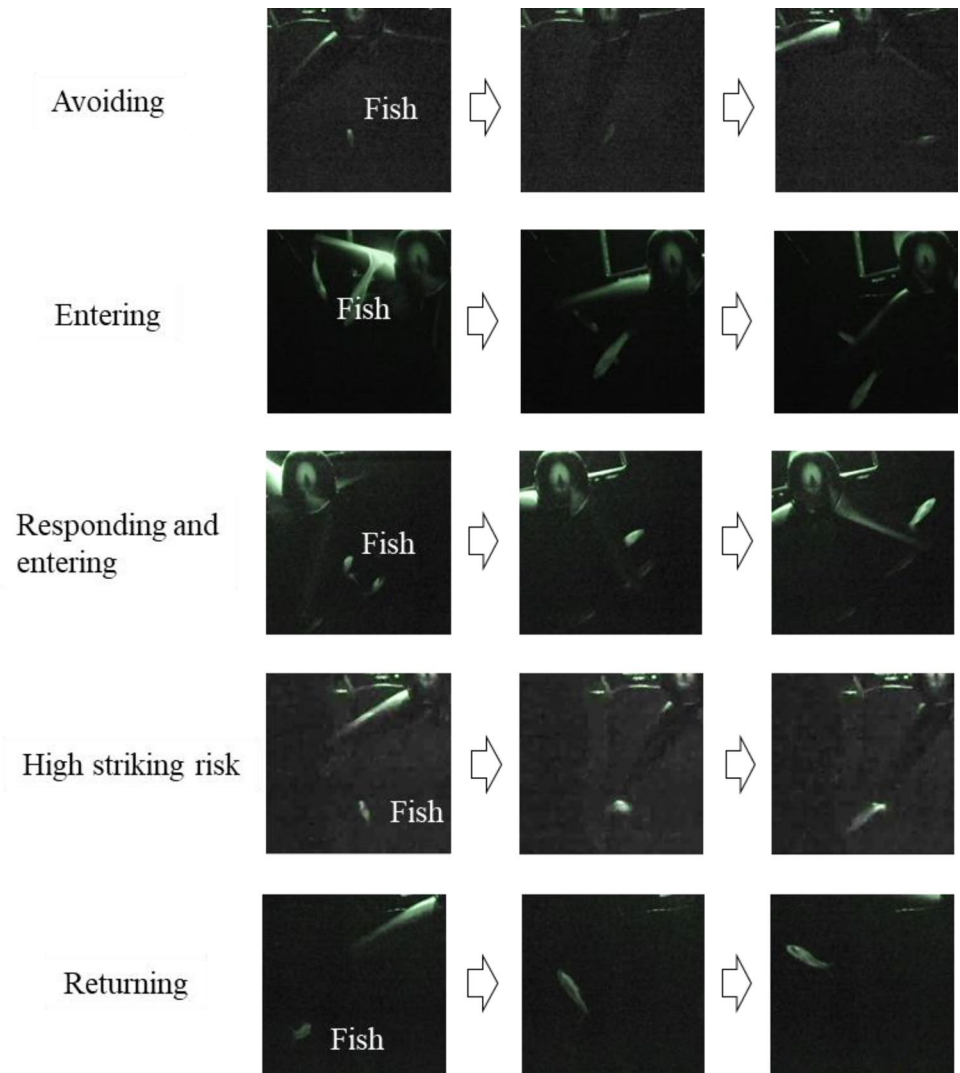 Avoiding
Fish
Entering
Fish
Responding and
entering
Fish
High striking risk
Fish
Returning
Fish